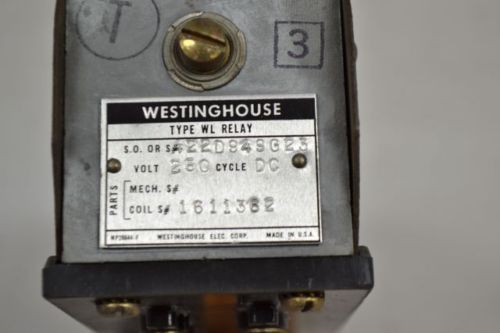 T
3
WESTINGHOUSE
TYPE WL RELAY
S.O. OR S# 422D949G23
VOLT 250 CYCLE DC
PARTS
MECH. S#
COIL S# 1611382
WESTINGHOUSE ELEC. CORP. MADE IN U.S.A.